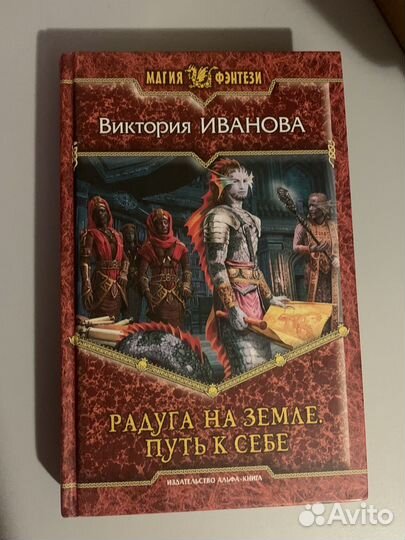 МАГИЯ ФЭНТЕЗИ
Виктория ИВАНОВА
РАДУГА НА ЗЕМЛЕ.
ПУТЬ К СЕБЕ
ИЗДАТЕЛЬСТВО АЛЬФА-КНИГА
Avito